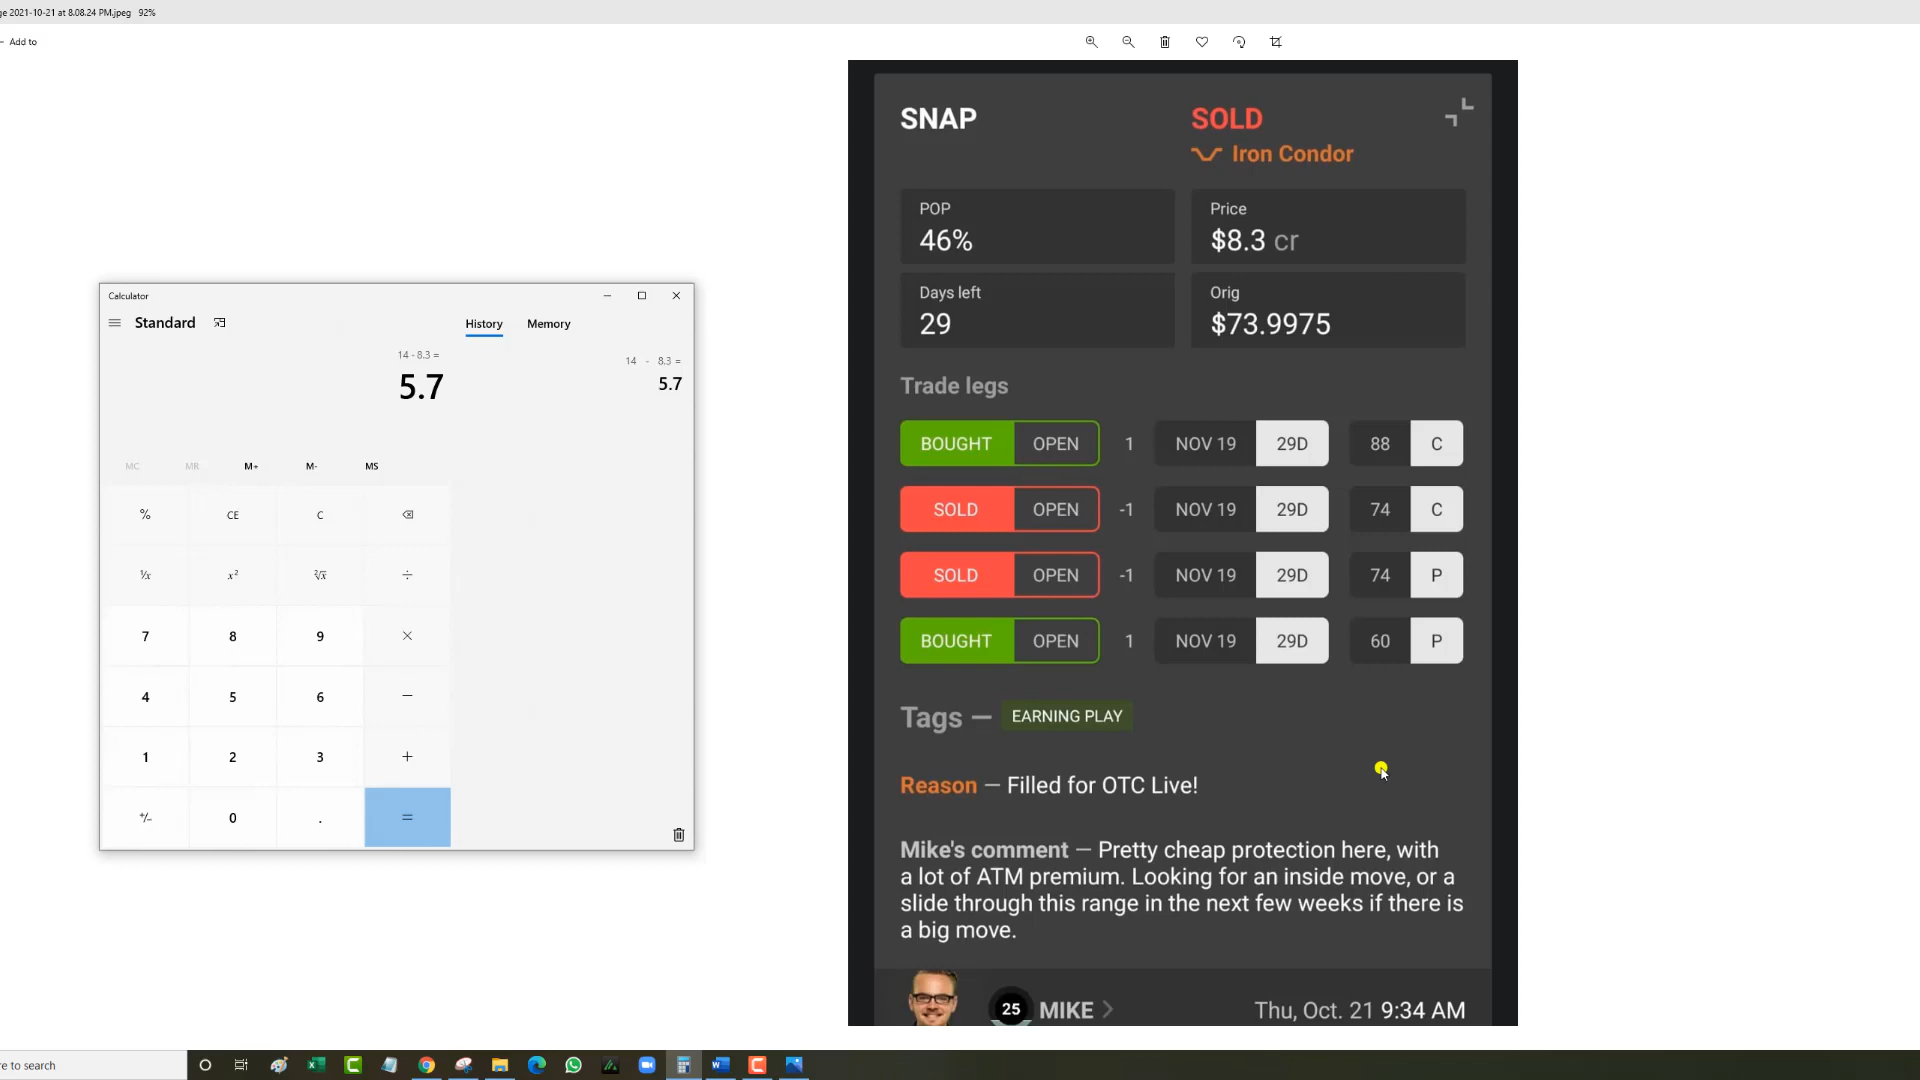 ge 2021-10-21 at 8.08.24 PM.jpeg 92%
Add to
Calculator
Standard
History Memory
14 - 8.3 =
5.7
14 - 8.3 =
5.7
MC MR M+ M- MS
% CE C
⅟x x² ²√x ÷
7 8 9 ×
4 5 6 −
1 2 3 +
+/− 0 . =
SNAP
SOLD
Iron Condor
POP
46%
Price
$8.3 cr
Days left
29
Orig
$73.9975
Trade legs
BOUGHT OPEN 1 NOV 19 29D 88 C
SOLD OPEN -1 NOV 19 29D 74 C
SOLD OPEN -1 NOV 19 29D 74 P
BOUGHT OPEN 1 NOV 19 29D 60 P
Tags — EARNING PLAY
Reason — Filled for OTC Live!
Mike's comment — Pretty cheap protection here, with
a lot of ATM premium. Looking for an inside move, or a
slide through this range in the next few weeks if there is
a big move.
25 MIKE
Thu, Oct. 21 9:34 AM
re to search